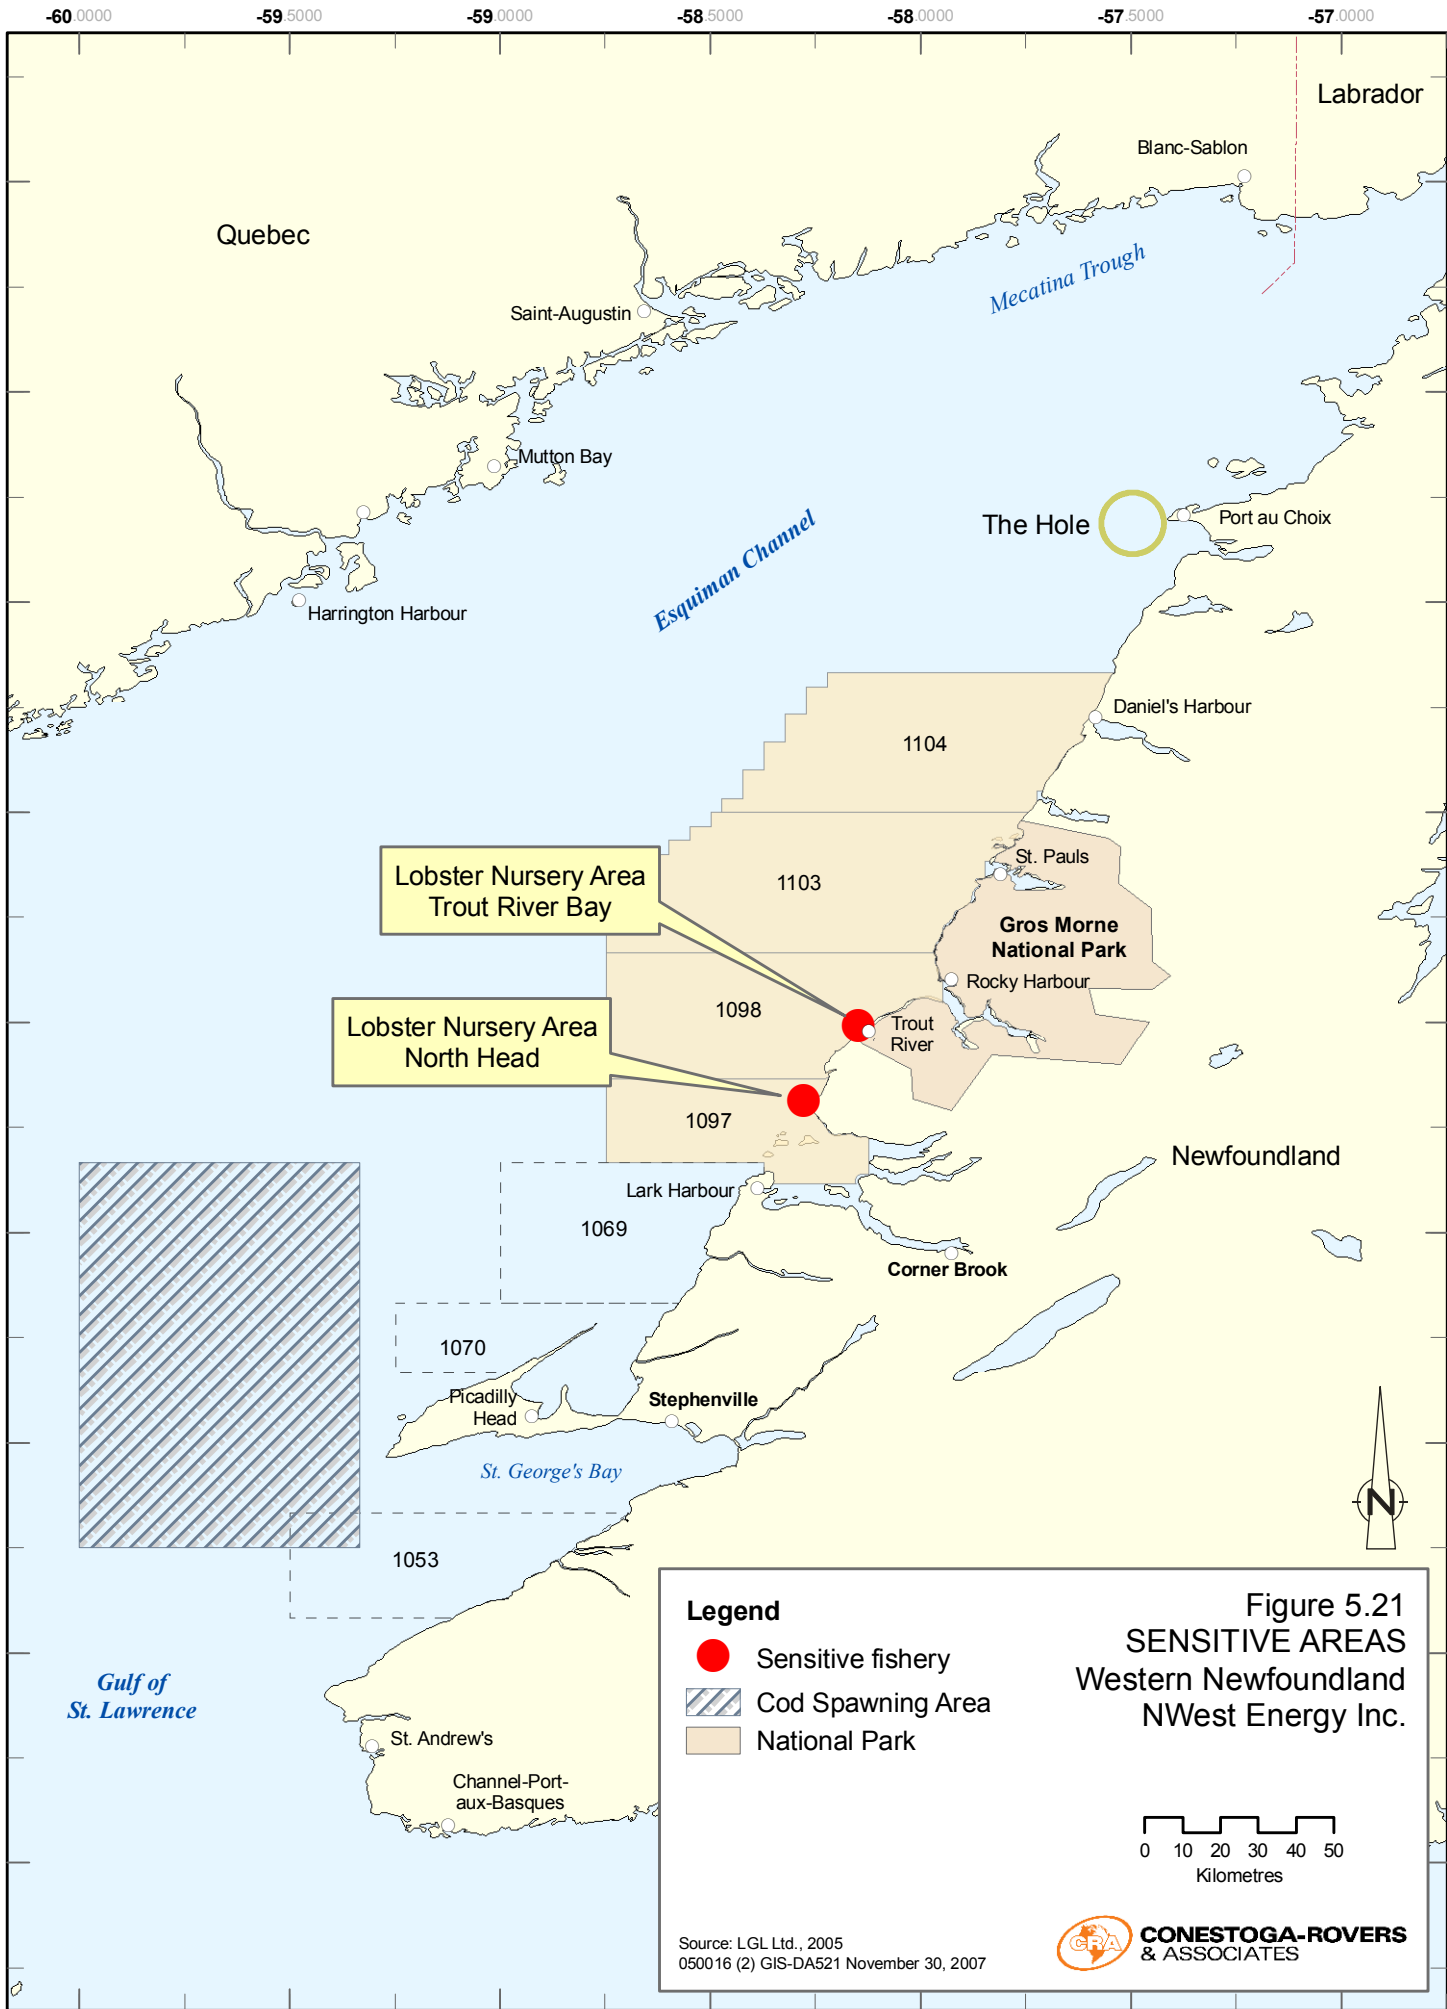 -60.0000 -59.5000 -59.0000 -58.5000 -58.0000 -57.5000 -57.0000
Labrador
Blanc-Sablon
Quebec
Mecatina Trough
Saint-Augustin
Mutton Bay
The Hole
Port au Choix
Esquiman Channel
Harrington Harbour
Daniel's Harbour
1104
St. Pauls
Lobster Nursery Area
Trout River Bay
1103
Gros Morne
National Park
Rocky Harbour
1098
Trout
River
Lobster Nursery Area
North Head
1097
Newfoundland
Lark Harbour
1069
Corner Brook
1070
Picadilly
Head
Stephenville
St. George's Bay
N
1053
Gulf of
St. Lawrence
St. Andrew's
Channel-Port-
aux-Basques
Legend
Sensitive fishery
Cod Spawning Area
National Park
Figure 5.21
SENSITIVE AREAS
Western Newfoundland
NWest Energy Inc.
0 10 20 30 40 50
Kilometres
Source: LGL Ltd., 2005
050016 (2) GIS-DA521 November 30, 2007
CRA
CONESTOGA-ROVERS
& ASSOCIATES